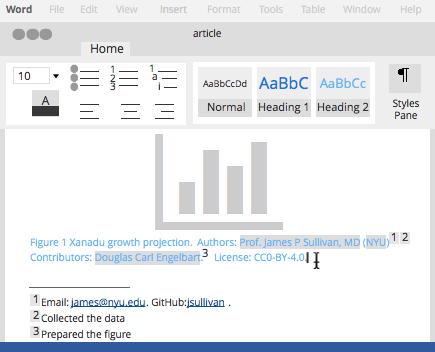 Word File Edit View Insert Format Tools Table Window Help
article
Home
10
A
1
2
3
1
a
i
AaBbCcDd AaBbC AaBbCc
Normal Heading 1 Heading 2
¶
Styles
Pane
Figure 1 Xanadu growth projection. Authors: Prof. James P Sullivan, MD (NYU) 1 2
Contributors: Douglas Carl Engelbart. 3 License: CC0-BY-4.0.
1 Email: james@nyu.edu. GitHub:jsullivan .
2 Collected the data
3 Prepared the figure